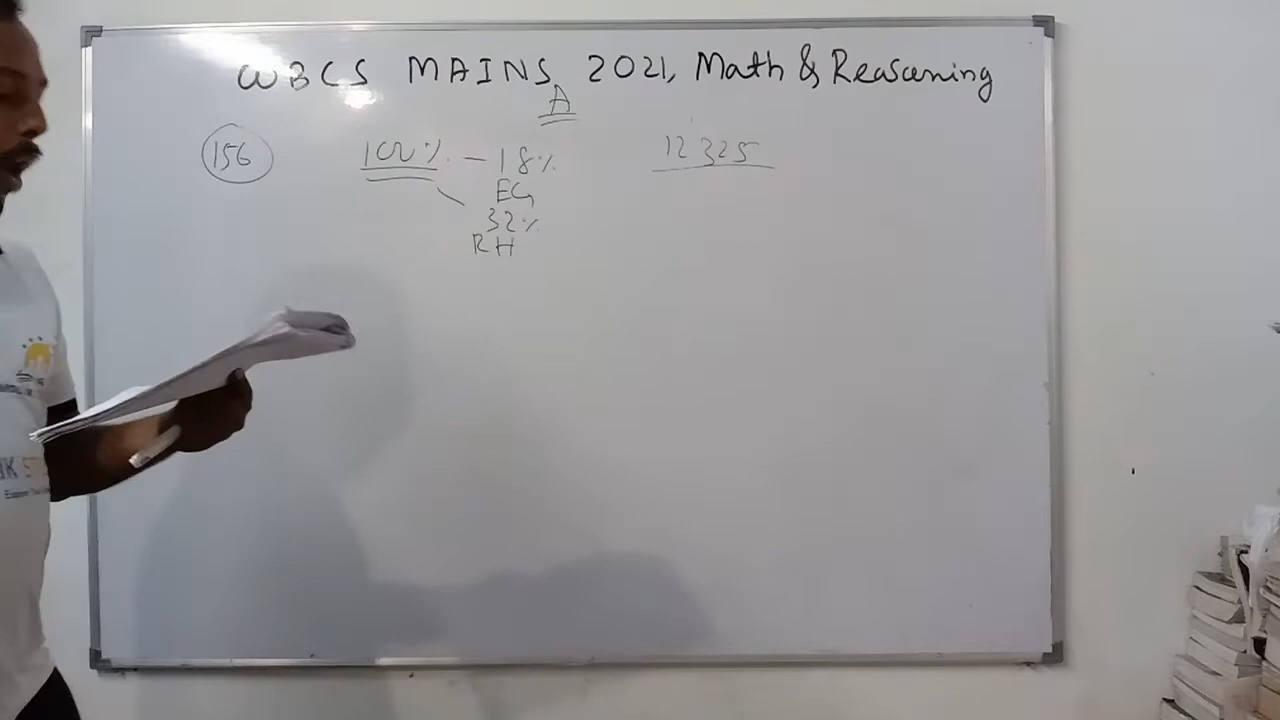 WBCS MAINS 2021, Math & Reasoning
A
156 100% - 18% 12325
EG
32%
RH